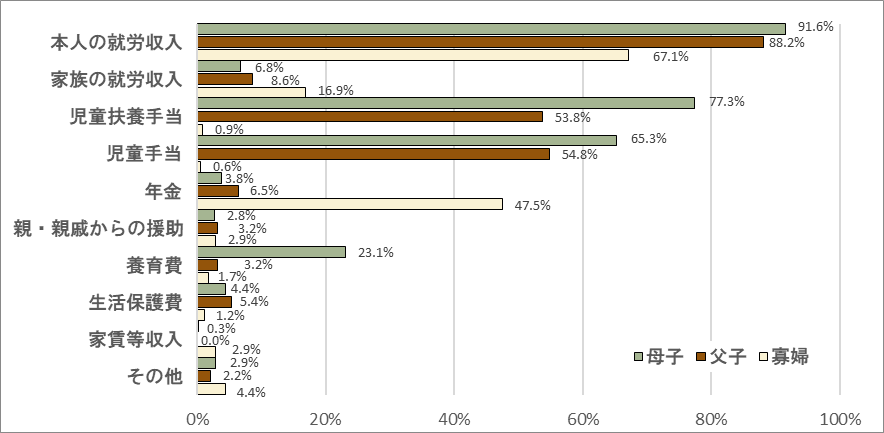 本人の就労収入
91.6%
88.2%
67.1%
家族の就労収入
6.8%
8.6%
16.9%
児童扶養手当
77.3%
53.8%
0.9%
児童手当
65.3%
54.8%
0.6%
年金
3.8%
6.5%
47.5%
親・親戚からの援助
2.8%
3.2%
2.9%
養育費
23.1%
3.2%
1.7%
生活保護費
4.4%
5.4%
1.2%
家賃等収入
0.3%
0.0%
2.9%
その他
2.9%
2.2%
4.4%
母子 父子 寡婦
0% 20% 40% 60% 80% 100%